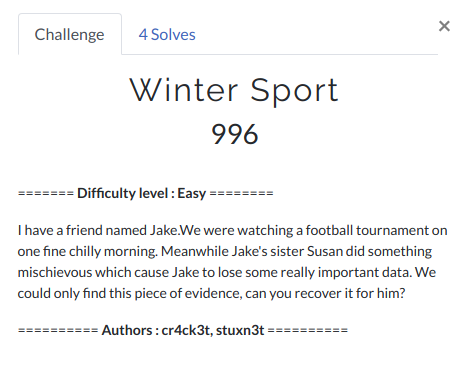 Challenge
4 Solves
×
Winter Sport
996
======= Difficulty level : Easy ========
I have a friend named Jake.We were watching a football tournament on
one fine chilly morning. Meanwhile Jake's sister Susan did something
mischievous which cause Jake to lose some really important data. We
could only find this piece of evidence, can you recover it for him?
========== Authors : cr4ck3t, stuxn3t ==========